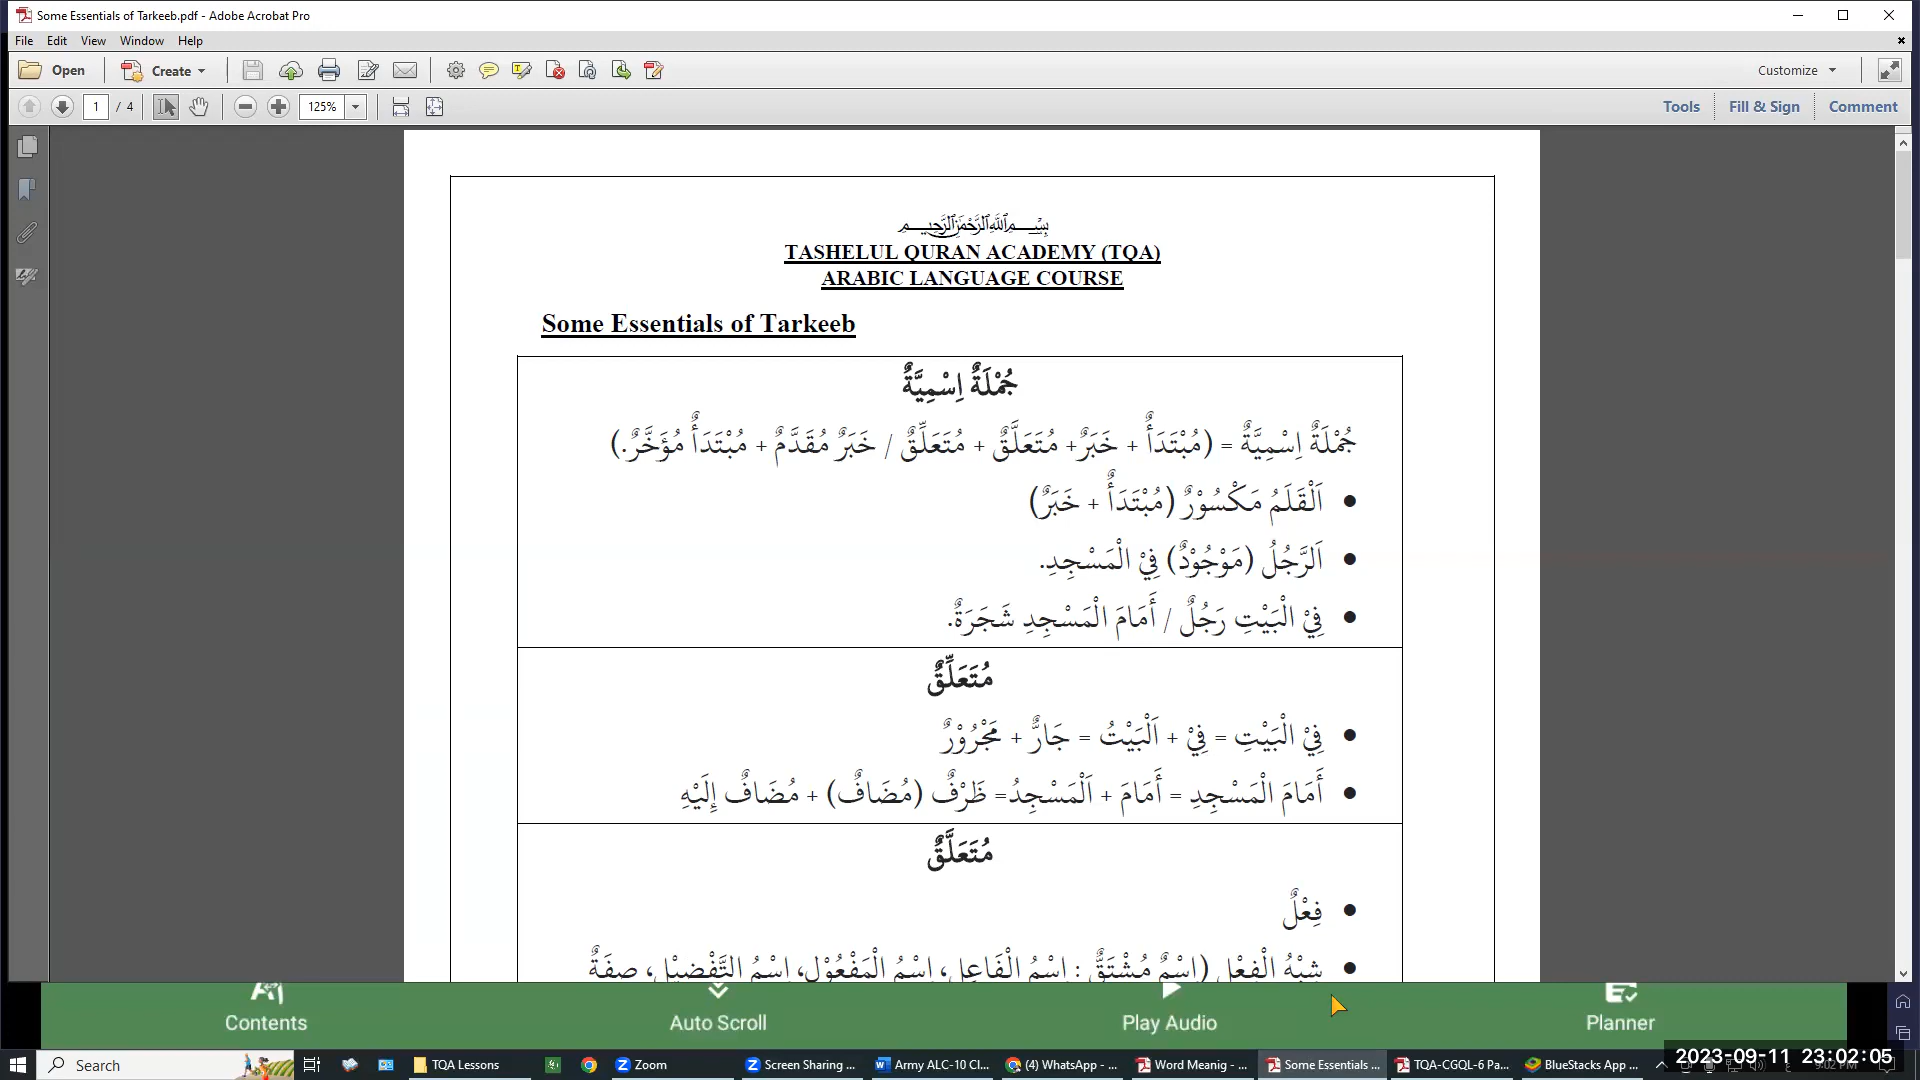 Some Essentials of Tarkeeb.pdf - Adobe Acrobat Pro
File Edit View Window Help
Open Create Customize
1 / 4 125% Tools Fill & Sign Comment
بِسْمِ اللهِ الرَّحْمٰنِ الرَّحِيمِ
TASHELUL QURAN ACADEMY (TQA)
ARABIC LANGUAGE COURSE
Some Essentials of Tarkeeb
جُمْلَةٌ اِسْمِيَّةٌ
جُمْلَةٌ اِسْمِيَّةٌ = (مُبْتَدَأٌ + خَبَرٌ+ مُتَعَلَّقٌ + مُتَعَلِّقٌ / خَبَرٌ مُقَدَّمٌ + مُبْتَدَأٌ مُؤَخَّرٌ.)
• اَلْقَلَمُ مَكْسُوْرٌ (مُبْتَدَأٌ + خَبَرٌ)
• اَلرَّجُلُ (مَوْجُوْدٌ) فِيْ الْمَسْجِدِ.
• فِيْ الْبَيْتِ رَجُلٌ / أَمَامَ الْمَسْجِدِ شَجَرَةٌ.
مُتَعَلِّقٌ
• فِيْ الْبَيْتِ = فِيْ + اَلْبَيْتُ = جَارٌّ + مَجْرُوْرٌ
• أَمَامَ الْمَسْجِدِ = أَمَامَ + اَلْمَسْجِدُ= ظَرْفٌ (مُضَافٌ) + مُضَافٌ إِلَيْهِ
مُتَعَلَّقٌ
• فِعْلٌ
• شِبْهُ الْفِعْلِ (اِسْمٌ مُشْتَقٌّ : اِسْمُ الْفَاعِلِ، اِسْمُ الْمَفْعُوْلِ، اِسْمُ التَّفْضِيْلِ، صِفَةٌ
Contents Auto Scroll Play Audio Planner
Search TQA Lessons Zoom Screen Sharing ... Army ALC-10 Cl... (4) WhatsApp - ... Word Meanig - ... Some Essentials ... TQA-CGQL-6 Pa... BlueStacks App ...
2023-09-11 23:02:05